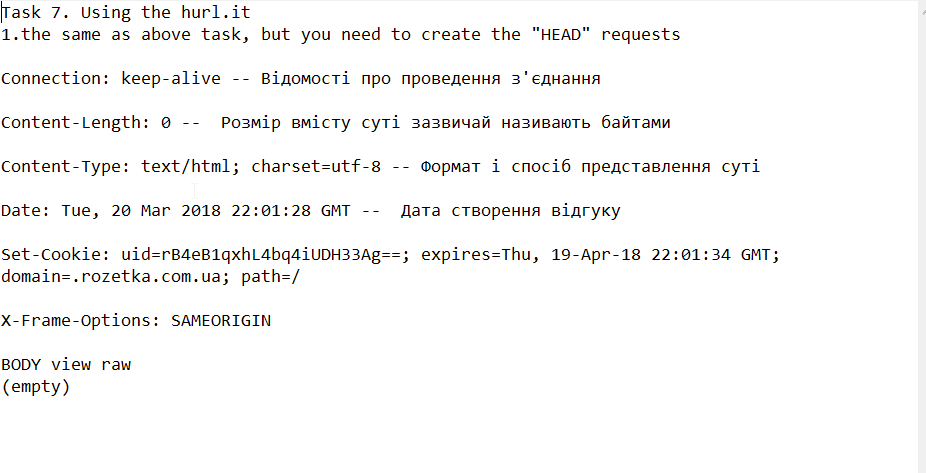 Task 7. Using the hurl.it
1.the same as above task, but you need to create the "HEAD" requests
Connection: keep-alive -- Відомості про проведення з'єднання
Content-Length: 0 --  Розмір вмісту суті зазвичай називають байтами
Content-Type: text/html; charset=utf-8 -- Формат і спосіб представлення суті
Date: Tue, 20 Mar 2018 22:01:28 GMT --  Дата створення відгуку
Set-Cookie: uid=rB4eB1qxhL4bq4iUDH33Ag==; expires=Thu, 19-Apr-18 22:01:34 GMT;
domain=.rozetka.com.ua; path=/
X-Frame-Options: SAMEORIGIN
BODY view raw
(empty)